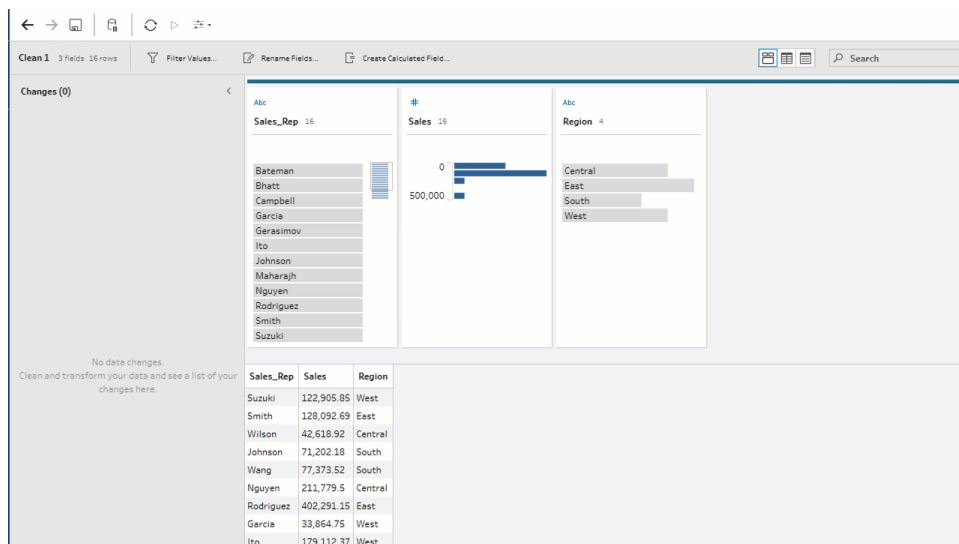 Clean 1 3 fields 16 rows Filter Values... Rename Fields... Create Calculated Field... Search
Changes (0)
No data changes.
Clean and transform your data and see a list of your
changes here.
Abc
Sales_Rep 16
Bateman
Bhatt
Campbell
Garcia
Gerasimov
Ito
Johnson
Maharajh
Nguyen
Rodriguez
Smith
Suzuki
#
Sales 16
0
500,000
Abc
Region 4
Central
East
South
West
Sales_Rep Sales Region
Suzuki 122,905.85 West
Smith 128,092.69 East
Wilson 42,618.92 Central
Johnson 71,202.18 South
Wang 77,373.52 South
Nguyen 211,779.5 Central
Rodriguez 402,291.15 East
Garcia 33,864.75 West
Ito 179,112.37 West